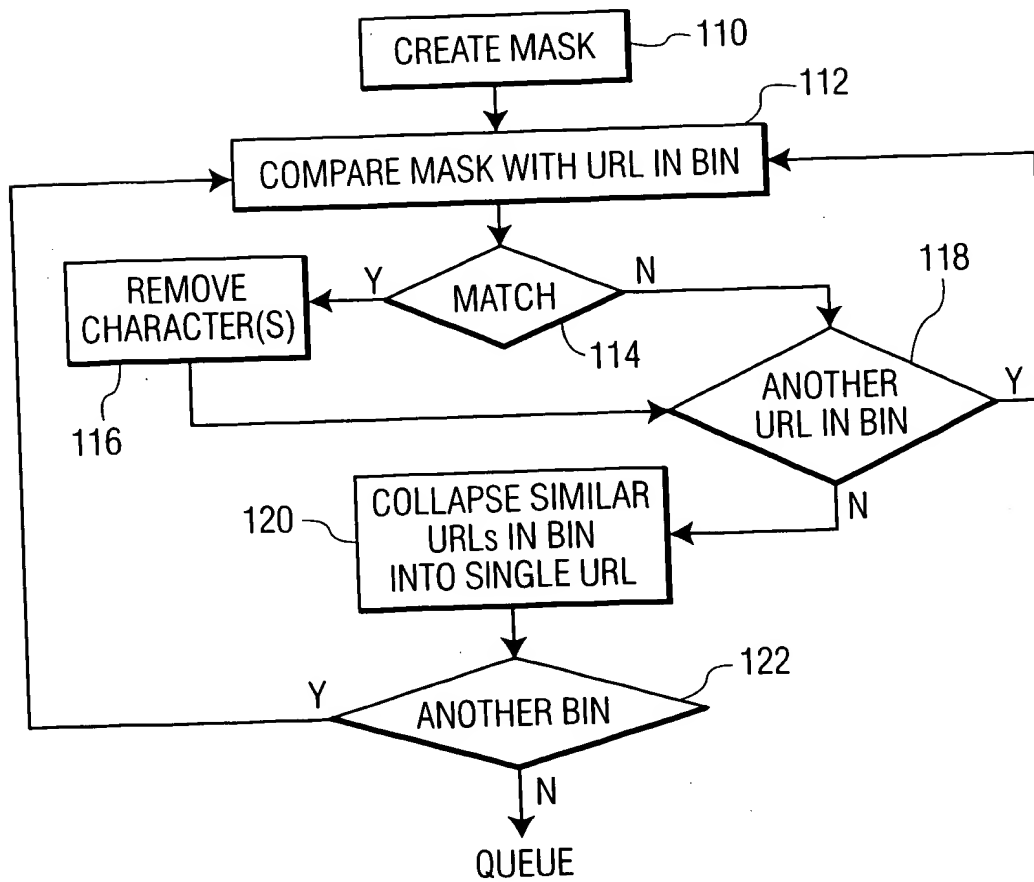 CREATE MASK
110
112
COMPARE MASK WITH URL IN BIN
Y
N
118
REMOVE
CHARACTER(S)
MATCH
114
ANOTHER
URL IN BIN
Y
116
N
120
COLLAPSE SIMILAR
URLs IN BIN
INTO SINGLE URL
122
Y
ANOTHER BIN
N
QUEUE